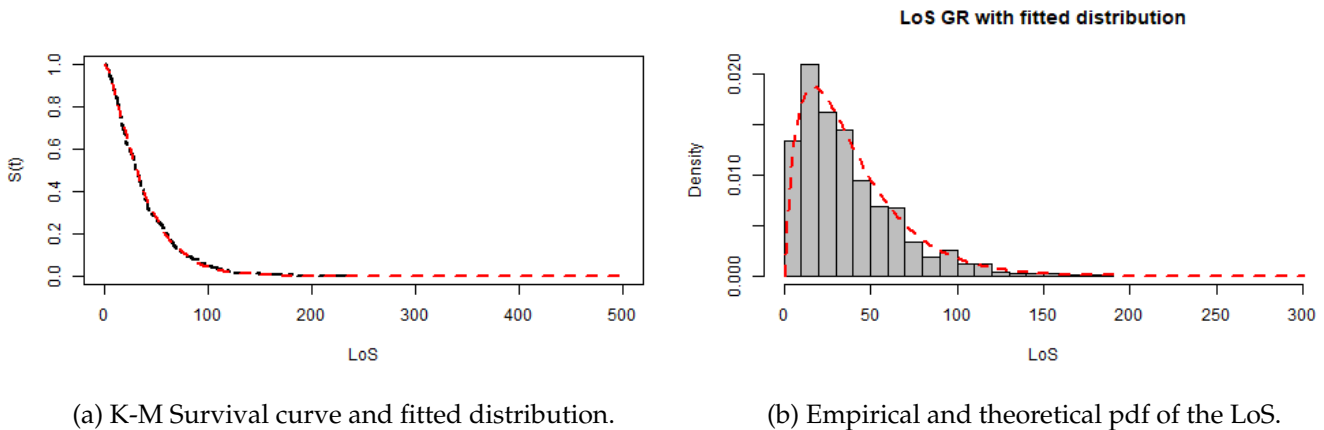 1.0
0.8
0.6
0.4
0.2
0.0
S(t)
0 100 200 300 400 500
LoS
(a) K-M Survival curve and fitted distribution.
LoS GR with fitted distribution
0.020
0.010
0.000
Density
0 50 100 150 200 250 300
LoS
(b) Empirical and theoretical pdf of the LoS.